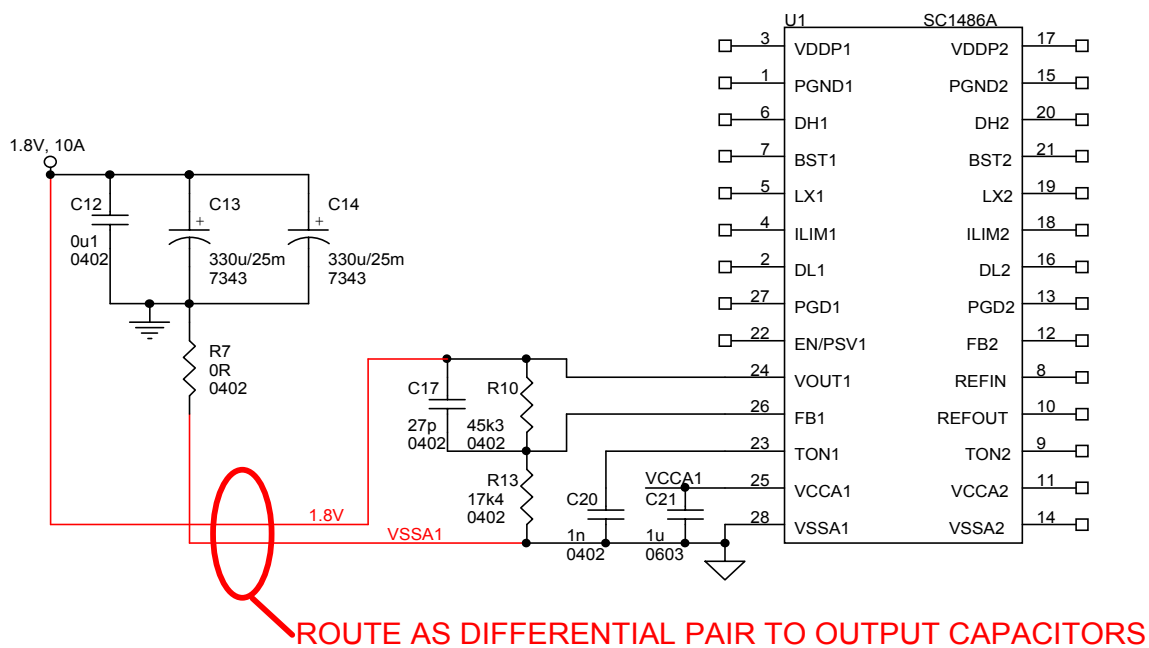 U1 SC1486A
3 VDDP1 VDDP2 17
1 PGND1 PGND2 15
6 DH1 DH2 20
7 BST1 BST2 21
5 LX1 LX2 19
4 ILIM1 ILIM2 18
2 DL1 DL2 16
27 PGD1 PGD2 13
22 EN/PSV1 FB2 12
24 VOUT1 REFIN 8
26 FB1 REFOUT 10
23 TON1 TON2 9
25 VCCA1 VCCA2 11
28 VSSA1 VSSA2 14
1.8V, 10A
C12
0u1
0402
C13
+
330u/25m
7343
C14
+
330u/25m
7343
R7
0R
0402
C17
27p
0402
R10
45k3
0402
R13
17k4
0402
C20
1n
0402
VCCA1
C21
1u
0603
1.8V
VSSA1
ROUTE AS DIFFERENTIAL PAIR TO OUTPUT CAPACITORS